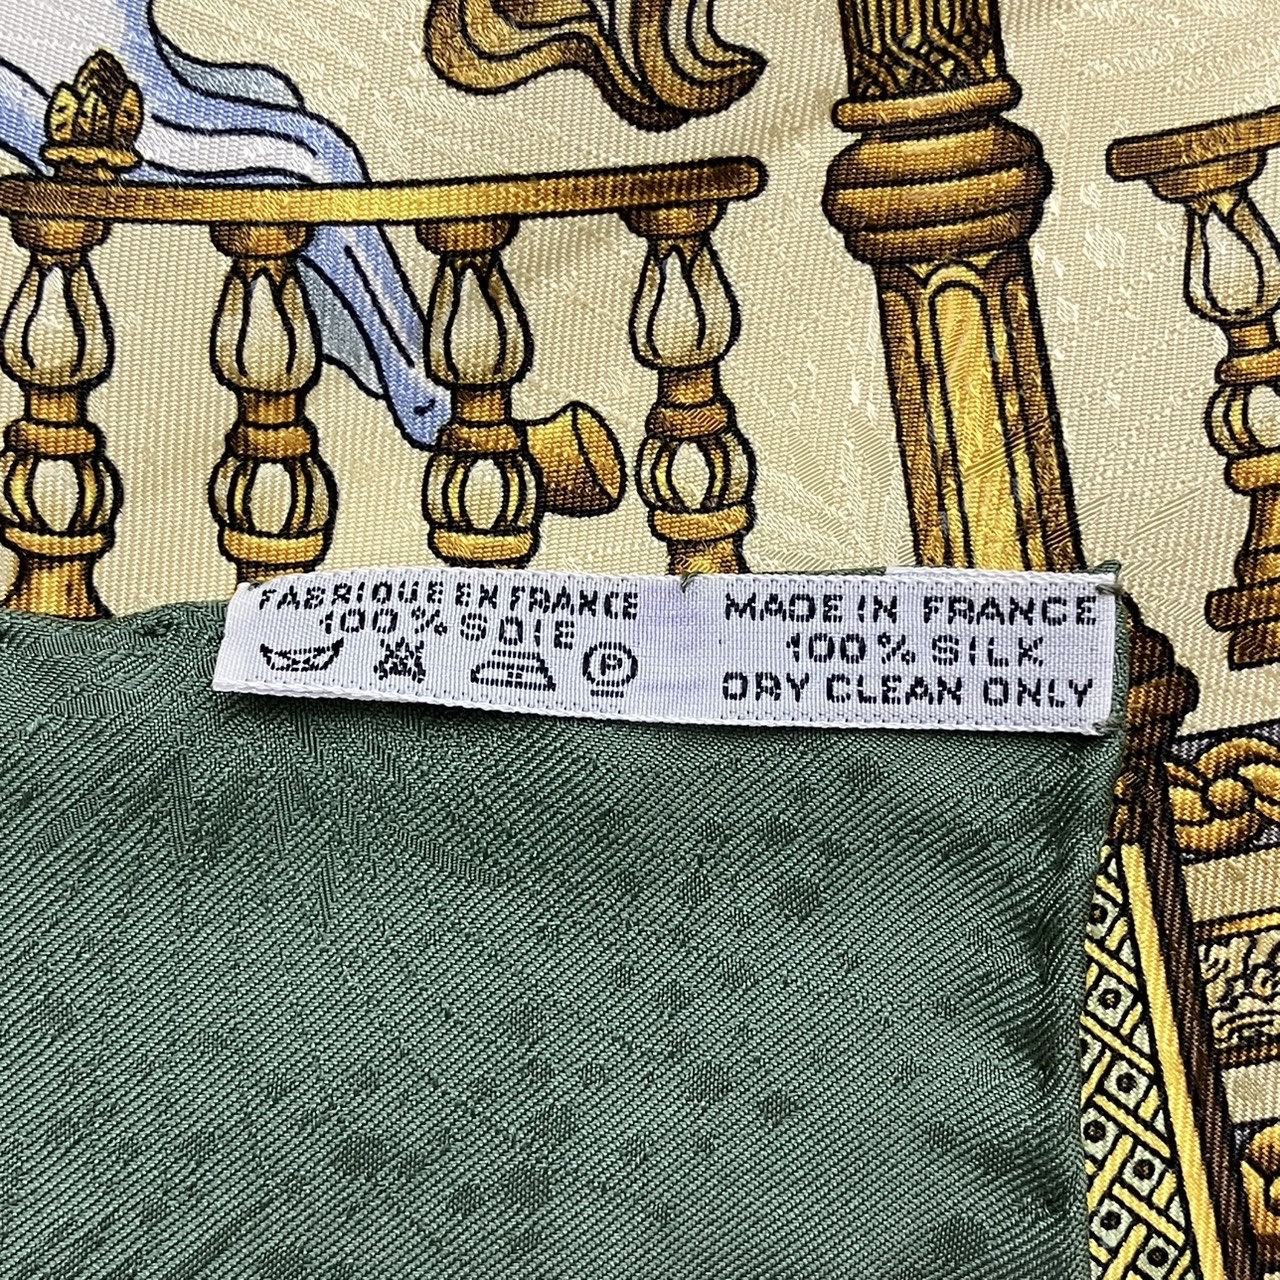 FABRIQUE EN FRANCE
100% SOIE
P
MADE IN FRANCE
100% SILK
DRY CLEAN ONLY